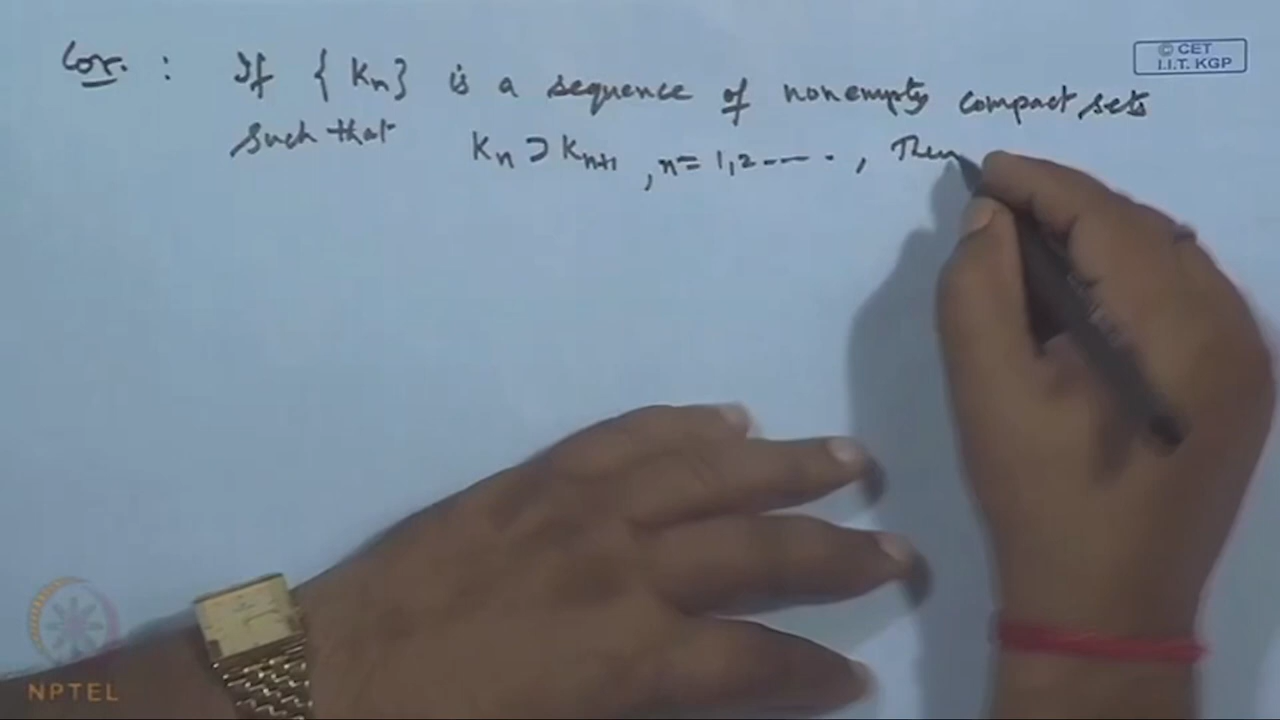 Cor. : If { Kn } is a sequence of nonempty compact sets
such that Kn ⊃ Kn+1 , n = 1,2 ---- . , Then
© CET
I.I.T. KGP
NPTEL